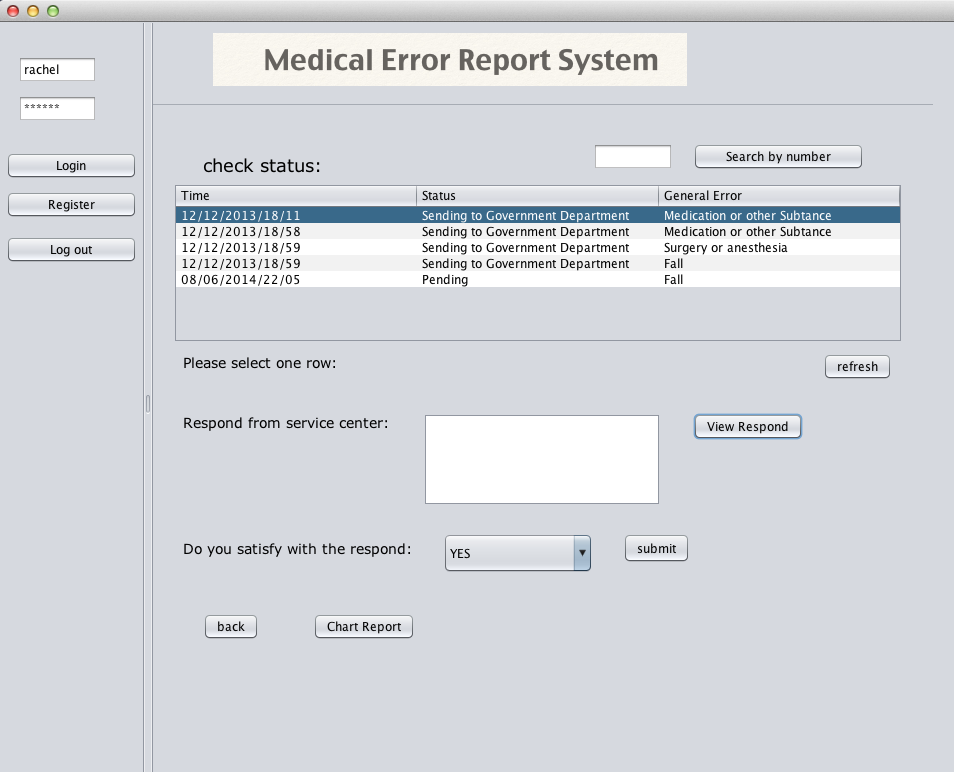 Medical Error Report System
rachel
******
Login
Register
Log out
check status:
Search by number
Time Status General Error
12/12/2013/18/11 Sending to Government Department Medication or other Subtance
12/12/2013/18/58 Sending to Government Department Medication or other Subtance
12/12/2013/18/59 Sending to Government Department Surgery or anesthesia
12/12/2013/18/59 Sending to Government Department Fall
08/06/2014/22/05 Pending Fall
Please select one row:
refresh
Respond from service center:
View Respond
Do you satisfy with the respond:
YES
submit
back
Chart Report